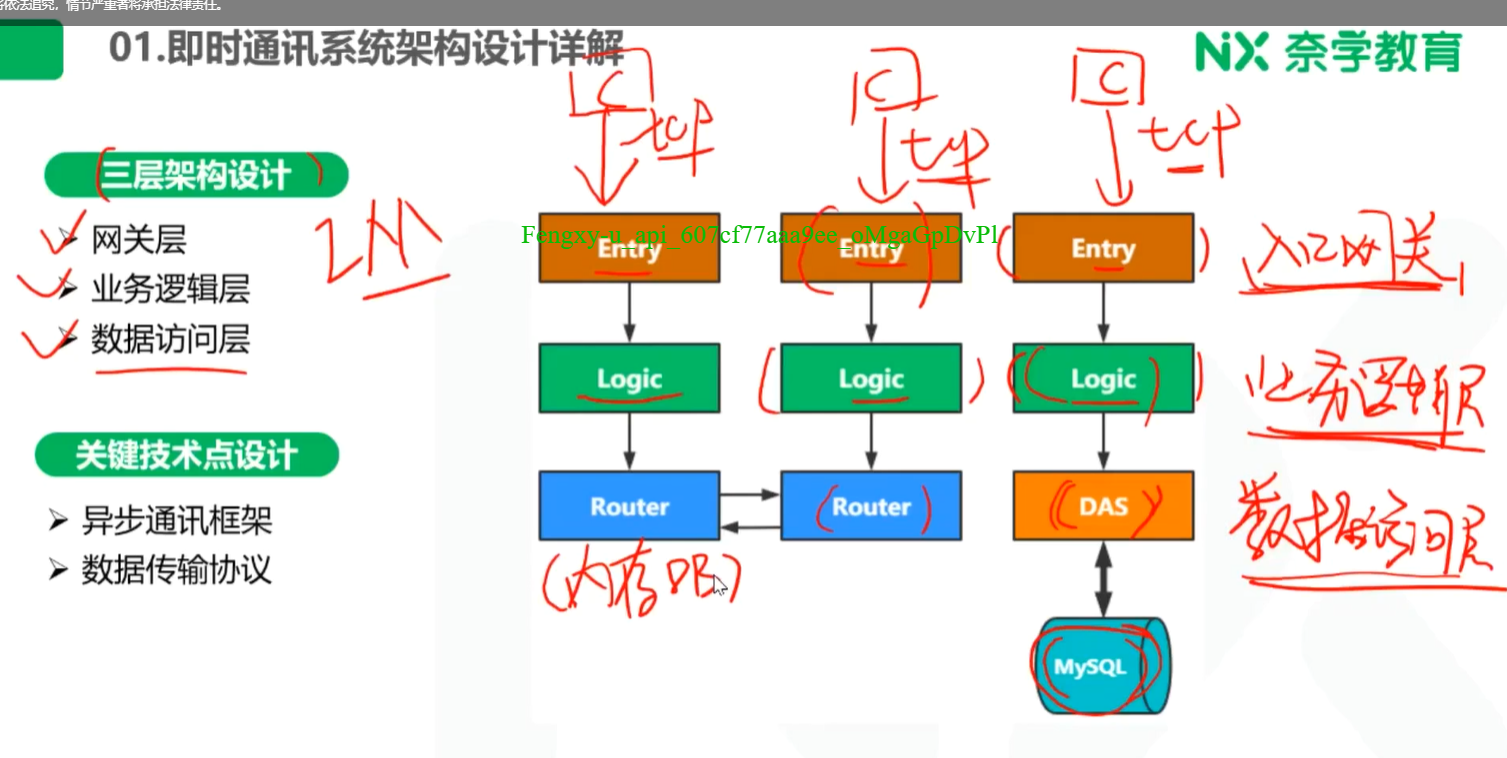 将依法追究，情节严重者将承担法律责任。
01.即时通讯系统架构设计详解
NX 奈学教育
C
C
C
tcp
tcp
tcp
三层架构设计
网关层
业务逻辑层
数据访问层
Fengxy-u_api_607cf77aaa9ee_oMgaGpDvPl
Entry
Entry
Entry
入口网关
Logic
Logic
Logic
业务逻辑层
关键技术点设计
异步通讯框架
数据传输协议
Router
Router
DAS
数据访问层
(内存DB)
MySQL